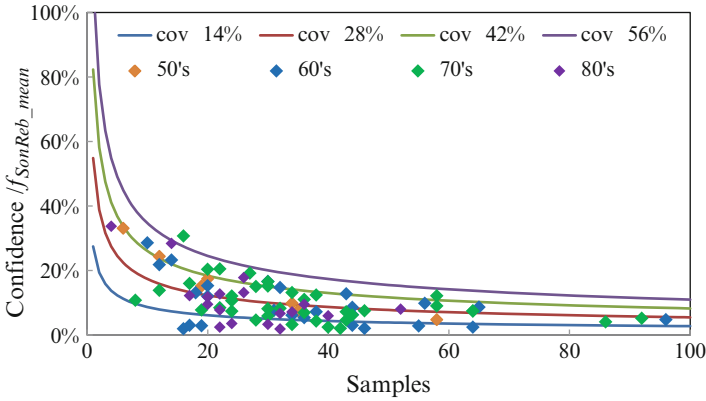 100%
cov 14% cov 28% cov 42% cov 56%
80%
50's 60's 70's 80's
60%
40%
20%
0%
0 20 40 60 80 100
Samples
Confidence /fSonReb_mean